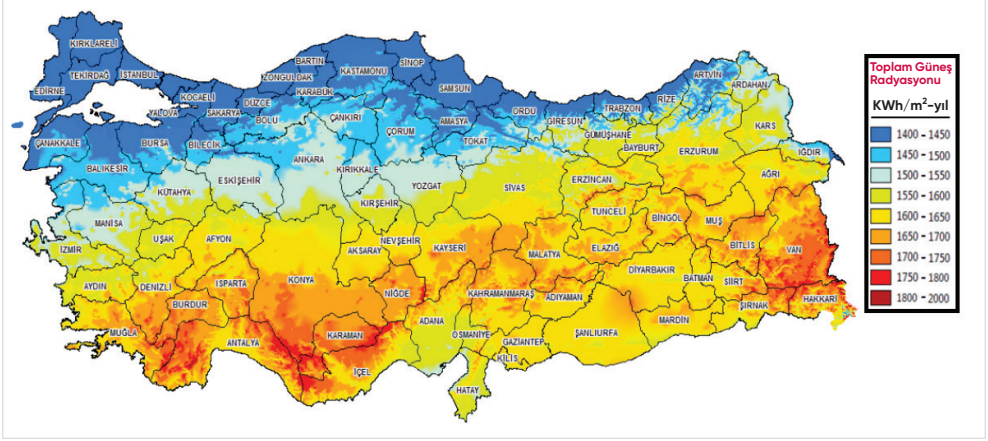 KIRKLARELİ
TEKİRDAĞ
İSTANBUL
EDİRNE
KOCAELİ
YALOVA
SAKARYA
DÜZCE
ZONGULDAK
BARTIN
KARABÜK
KASTAMONU
SİNOP
SAMSUN
ORDU
GİRESUN
TRABZON
RİZE
ARTVİN
ARDAHAN
ÇANAKKALE
BURSA
BİLECİK
BOLU
ÇANKIRI
ÇORUM
AMASYA
TOKAT
GÜMÜŞHANE
BAYBURT
ERZURUM
KARS
IĞDIR
BALIKESİR
KÜTAHYA
ESKİŞEHİR
ANKARA
KIRIKKALE
YOZGAT
KIRŞEHİR
SİVAS
ERZİNCAN
AĞRI
MANİSA
İZMİR
UŞAK
AFYON
AKSARAY
NEVŞEHİR
KAYSERİ
MALATYA
TUNCELİ
ELAZIĞ
BİNGÖL
MUŞ
BİTLİS
VAN
AYDIN
DENİZLİ
ISPARTA
BURDUR
KONYA
NİĞDE
KAHRAMANMARAŞ
ADIYAMAN
DİYARBAKIR
BATMAN
SİİRT
ŞIRNAK
HAKKARİ
MUĞLA
ANTALYA
KARAMAN
İÇEL
ADANA
OSMANİYE
GAZİANTEP
KİLİS
ŞANLIURFA
MARDİN
HATAY
Toplam Güneş
Radyasyonu
KWh/m²-yıl
1400 - 1450
1450 - 1500
1500 - 1550
1550 - 1600
1600 - 1650
1650 - 1700
1700 - 1750
1750 - 1800
1800 - 2000